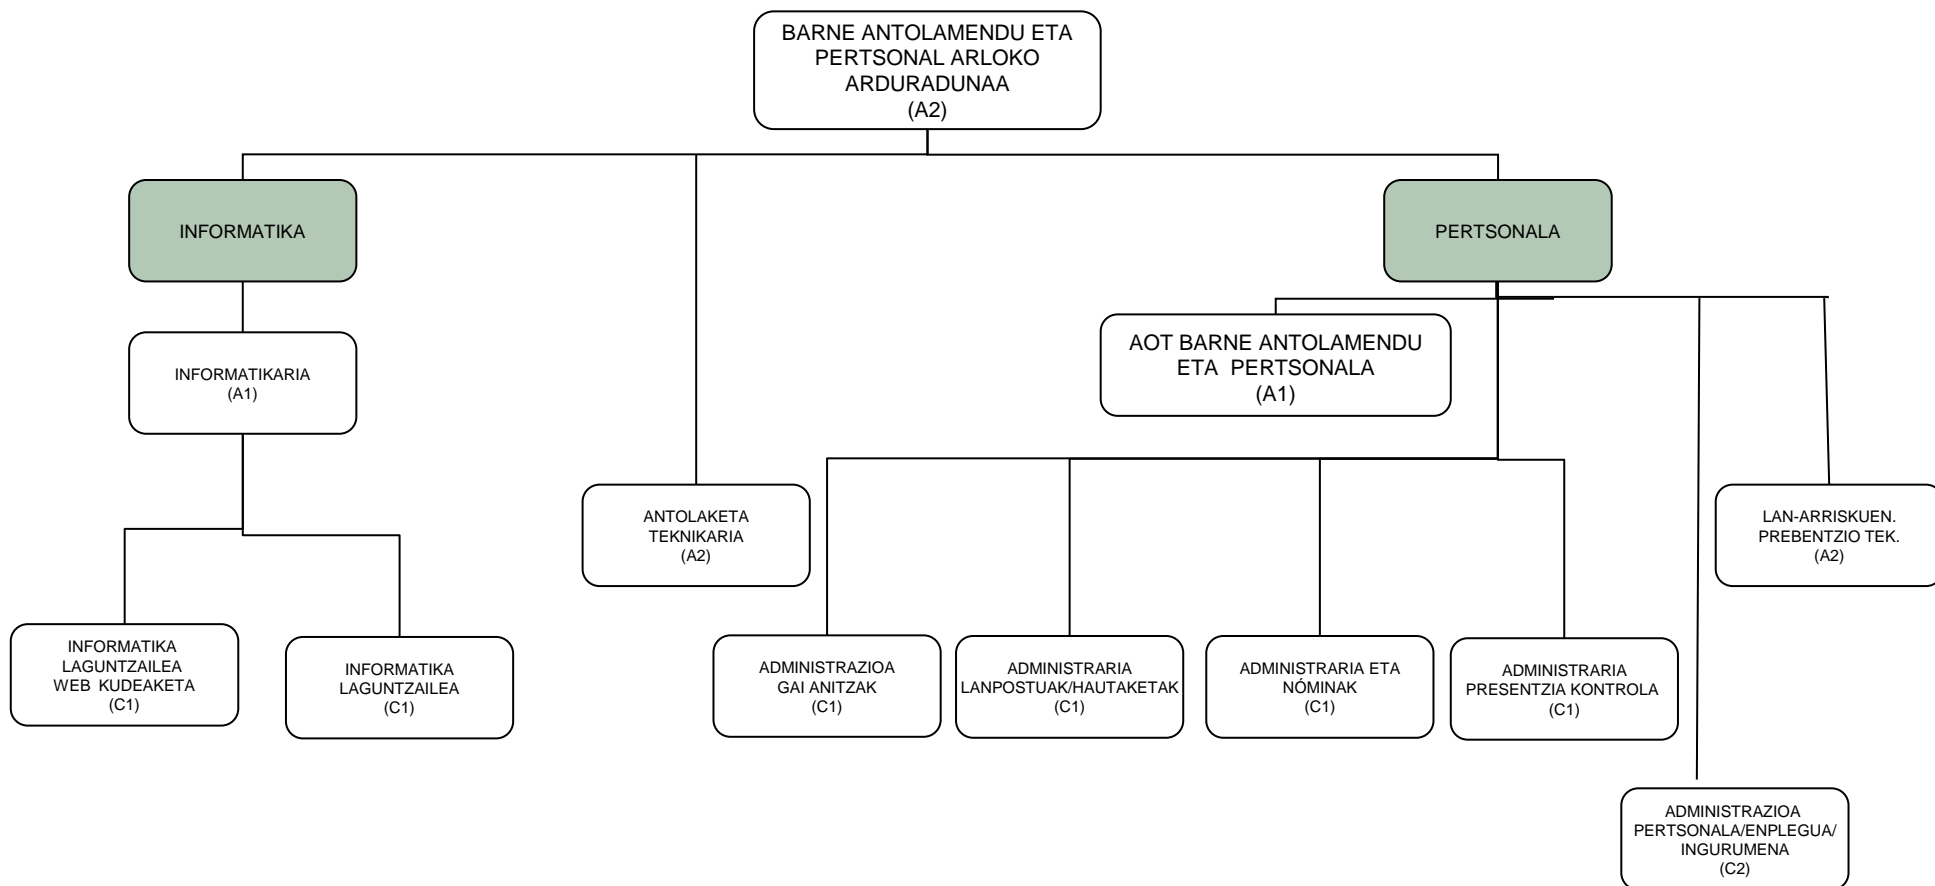 BARNE ANTOLAMENDU ETA
PERTSONAL ARLOKO
ARDURADUNAA
(A2)
INFORMATIKA
PERTSONALA
AOT BARNE ANTOLAMENDU
ETA PERTSONALA
(A1)
INFORMATIKARIA
(A1)
ANTOLAKETA
TEKNIKARIA
(A2)
LAN-ARRISKUEN.
PREBENTZIO TEK.
(A2)
INFORMATIKA
LAGUNTZAILEA
WEB KUDEAKETA
(C1)
INFORMATIKA
LAGUNTZAILEA
(C1)
ADMINISTRAZIOA
GAI ANITZAK
(C1)
ADMINISTRARIA
LANPOSTUAK/HAUTAKETAK
(C1)
ADMINISTRARIA ETA
NÓMINAK
(C1)
ADMINISTRARIA
PRESENTZIA KONTROLA
(C1)
ADMINISTRAZIOA
PERTSONALA/ENPLEGUA/
INGURUMENA
(C2)